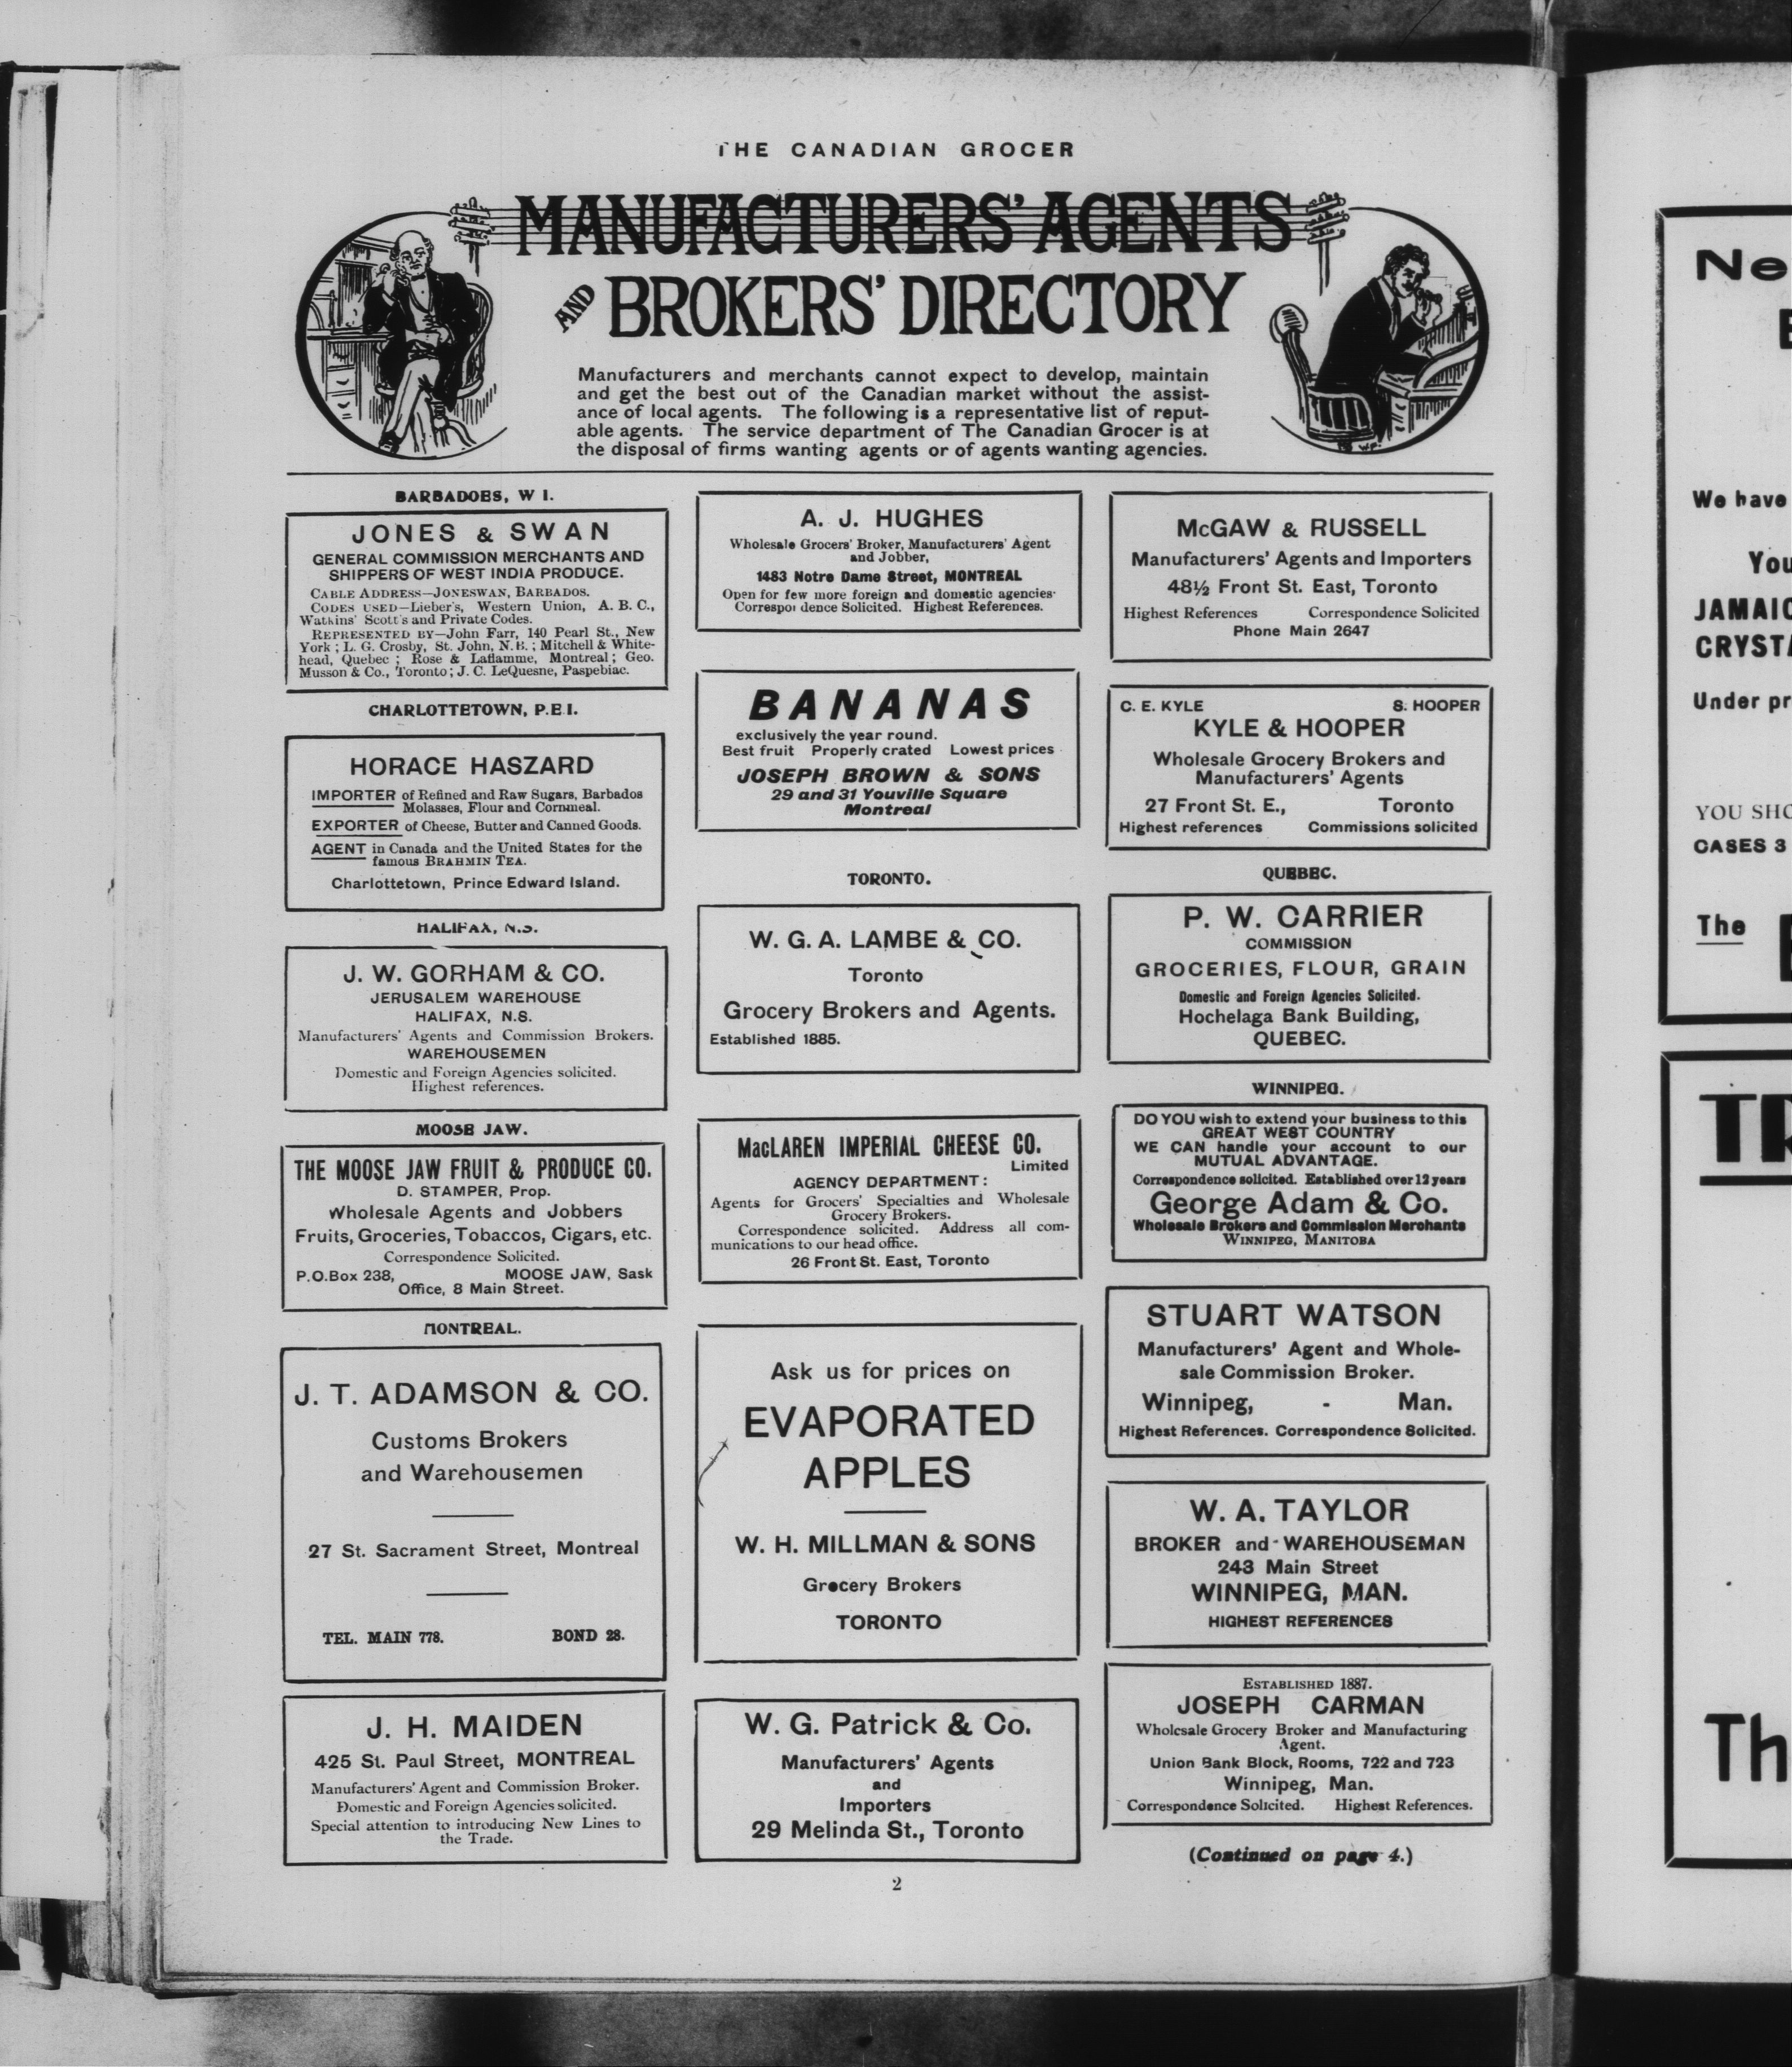 THE CANADIAN GROCER
MANUFACTURERS' AGENTS
AND BROKERS' DIRECTORY
Manufacturers and merchants cannot expect to develop, maintain
and get the best out of the Canadian market without the assist-
ance of local agents. The following is a representative list of reput-
able agents. The service department of The Canadian Grocer is at
the disposal of firms wanting agents or of agents wanting agencies.
BARBADOES, W I.
JONES & SWAN
GENERAL COMMISSION MERCHANTS AND
SHIPPERS OF WEST INDIA PRODUCE.
CABLE ADDRESS—JONESWAN, BARBADOS.
CODES USED—Lieber's, Western Union, A. B. C.,
Watkins' Scott's and Private Codes.
REPRESENTED BY—John Farr, 140 Pearl St., New
York; L. G. Crosby, St. John, N.B.; Mitchell & White-
head, Quebec; Rose & Laflamme, Montreal; Geo.
Musson & Co., Toronto; J. C. LeQuesne, Paspebiac.
CHARLOTTETOWN, P.E I.
HORACE HASZARD
IMPORTER of Refined and Raw Sugars, Barbados
Molasses, Flour and Cornmeal.
EXPORTER of Cheese, Butter and Canned Goods.
AGENT in Canada and the United States for the
famous BRAHMIN TEA.
Charlottetown, Prince Edward Island.
HALIFAX, N.S.
J. W. GORHAM & CO.
JERUSALEM WAREHOUSE
HALIFAX, N.S.
Manufacturers' Agents and Commission Brokers.
WAREHOUSEMEN
Domestic and Foreign Agencies solicited.
Highest references.
MOOSE JAW.
THE MOOSE JAW FRUIT & PRODUCE CO.
D. STAMPER, Prop.
Wholesale Agents and Jobbers
Fruits, Groceries, Tobaccos, Cigars, etc.
Correspondence Solicited.
P.O.Box 238, MOOSE JAW, Sask
Office, 8 Main Street.
MONTREAL.
J. T. ADAMSON & CO.
Customs Brokers
and Warehousemen
27 St. Sacrament Street, Montreal
TEL. MAIN 778. BOND 28.
J. H. MAIDEN
425 St. Paul Street, MONTREAL
Manufacturers' Agent and Commission Broker.
Domestic and Foreign Agencies solicited.
Special attention to introducing New Lines to
the Trade.
A. J. HUGHES
Wholesale Grocers' Broker, Manufacturers' Agent
and Jobber,
1483 Notre Dame Street, MONTREAL
Open for few more foreign and domestic agencies.
Correspondence Solicited. Highest References.
BANANAS
exclusively the year round.
Best fruit Properly crated Lowest prices
JOSEPH BROWN & SONS
29 and 31 Youville Square
Montreal
TORONTO.
W. G. A. LAMBE & CO.
Toronto
Grocery Brokers and Agents.
Established 1885.
MacLAREN IMPERIAL CHEESE CO.
Limited
AGENCY DEPARTMENT:
Agents for Grocers' Specialties and Wholesale
Grocery Brokers.
Correspondence solicited. Address all com-
munications to our head office.
26 Front St. East, Toronto
Ask us for prices on
EVAPORATED
APPLES
W. H. MILLMAN & SONS
Grocery Brokers
TORONTO
W. G. Patrick & Co.
Manufacturers' Agents
and
Importers
29 Melinda St., Toronto
McGAW & RUSSELL
Manufacturers' Agents and Importers
48½ Front St. East, Toronto
Highest References Correspondence Solicited
Phone Main 2647
C. E. KYLE S. HOOPER
KYLE & HOOPER
Wholesale Grocery Brokers and
Manufacturers' Agents
27 Front St. E., Toronto
Highest references Commissions solicited
QUEBEC.
P. W. CARRIER
COMMISSION
GROCERIES, FLOUR, GRAIN
Domestic and Foreign Agencies Solicited.
Hochelaga Bank Building,
QUEBEC.
WINNIPEG.
DO YOU wish to extend your business to this
GREAT WEST COUNTRY
WE CAN handle your account to our
MUTUAL ADVANTAGE.
Correspondence solicited. Established over 12 years
George Adam & Co.
Wholesale Brokers and Commission Merchants
WINNIPEG, MANITOBA
STUART WATSON
Manufacturers' Agent and Whole-
sale Commission Broker.
Winnipeg, - Man.
Highest References. Correspondence Solicited.
W. A. TAYLOR
BROKER and WAREHOUSEMAN
243 Main Street
WINNIPEG, MAN.
HIGHEST REFERENCES
ESTABLISHED 1887.
JOSEPH CARMAN
Wholesale Grocery Broker and Manufacturing
Agent.
Union Bank Block, Rooms, 722 and 723
Winnipeg, Man.
Correspondence Solicited. Highest References.
(Continued on page 4.)
2
Ne
We have
You
JAMAIC
CRYSTA
Under pr
YOU SHO
CASES 3
The
TR
Th